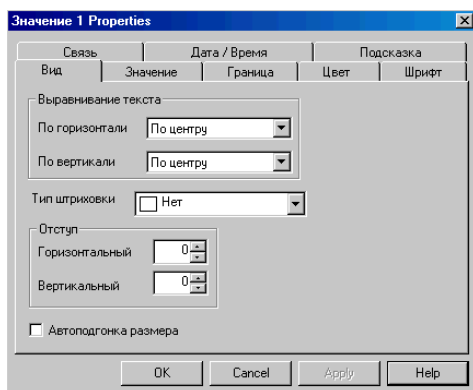 Значение 1 Properties
Связь Дата / Время Подсказка
Вид Значение Граница Цвет Шрифт
Выравнивание текста
По горизонтали По центру
По вертикали По центру
Тип штриховки Нет
Отступ
Горизонтальный 0
Вертикальный 0
Автоподгонка размера
OK Cancel Apply Help